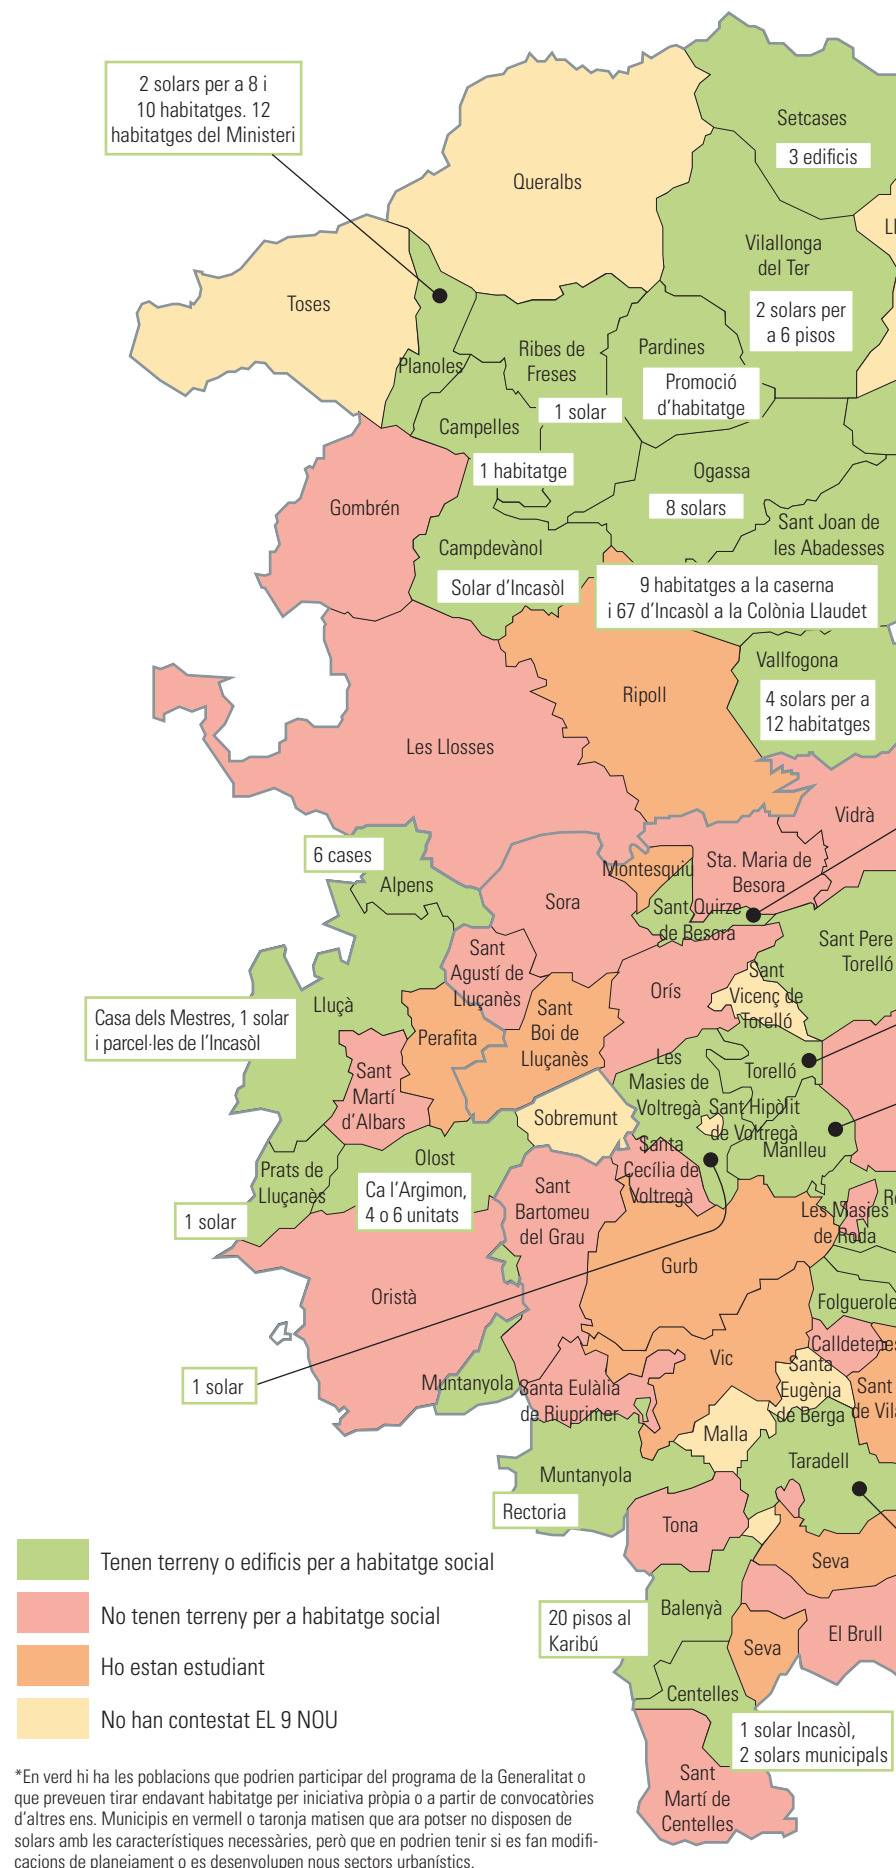 2 solars per a 8 i
10 habitatges. 12
habitatges del Ministeri
Setcases
3 edificis
Queralbs
Vilallonga
del Ter
2 solars per
a 6 pisos
Toses
Planoles
Ribes de
Freses
1 solar
Pardines
Promoció
d'habitatge
Campelles
1 habitatge
Ogassa
8 solars
Gombrén
Sant Joan de
les Abadesses
Campdevànol
Solar d'Incasòl
9 habitatges a la caserna
i 67 d'Incasòl a la Colònia Llaudet
Vallfogona
4 solars per a
12 habitatges
Ripoll
Les Llosses
Vidrà
6 cases
Alpens
Montesquiu
Sta. Maria de
Besora
Sora
Sant Quirze
de Besora
Sant Pere
Torelló
Sant
Agustí de
Lluçanès
Orís
Sant
Vicenç de
Torelló
Lluçà
Casa dels Mestres, 1 solar
i parcel·les de l'Incasòl
Perafita
Sant
Boi de
Lluçanès
Sant
Martí
d'Albars
Les
Masies de
Voltregà
Torelló
Sobremunt
Sant Hipòlit
de Voltregà
Manlleu
Santa
Cecília de
Voltregà
Olost
Ca l'Argimon,
4 o 6 unitats
Prats de
Lluçanès
1 solar
Sant
Bartomeu
del Grau
Les Masies
de Roda
Gurb
Oristà
Folguerole
Calldetenes
Vic
1 solar
Muntanyola
Santa Eulàlia
de Riuprimer
Santa
Eugènia
de Berga
Sant
de Vila
Malla
Taradell
Muntanyola
Rectoria
Tona
Seva
Tenen terreny o edificis per a habitatge social
No tenen terreny per a habitatge social
Ho estan estudiant
No han contestat EL 9 NOU
20 pisos al
Karibú
Balenyà
Seva
El Brull
Centelles
1 solar Incasòl,
2 solars municipals
Sant
Martí de
Centelles
*En verd hi ha les poblacions que podrien participar del programa de la Generalitat o
que preveuen tirar endavant habitatge per iniciativa pròpia o a partir de convocatòries
d'altres ens. Municipis en vermell o taronja matisen que ara potser no disposen de
solars amb les característiques necessàries, però que en podrien tenir si es fan modifi-
cacions de planejament o es desenvolupen nous sectors urbanístics.